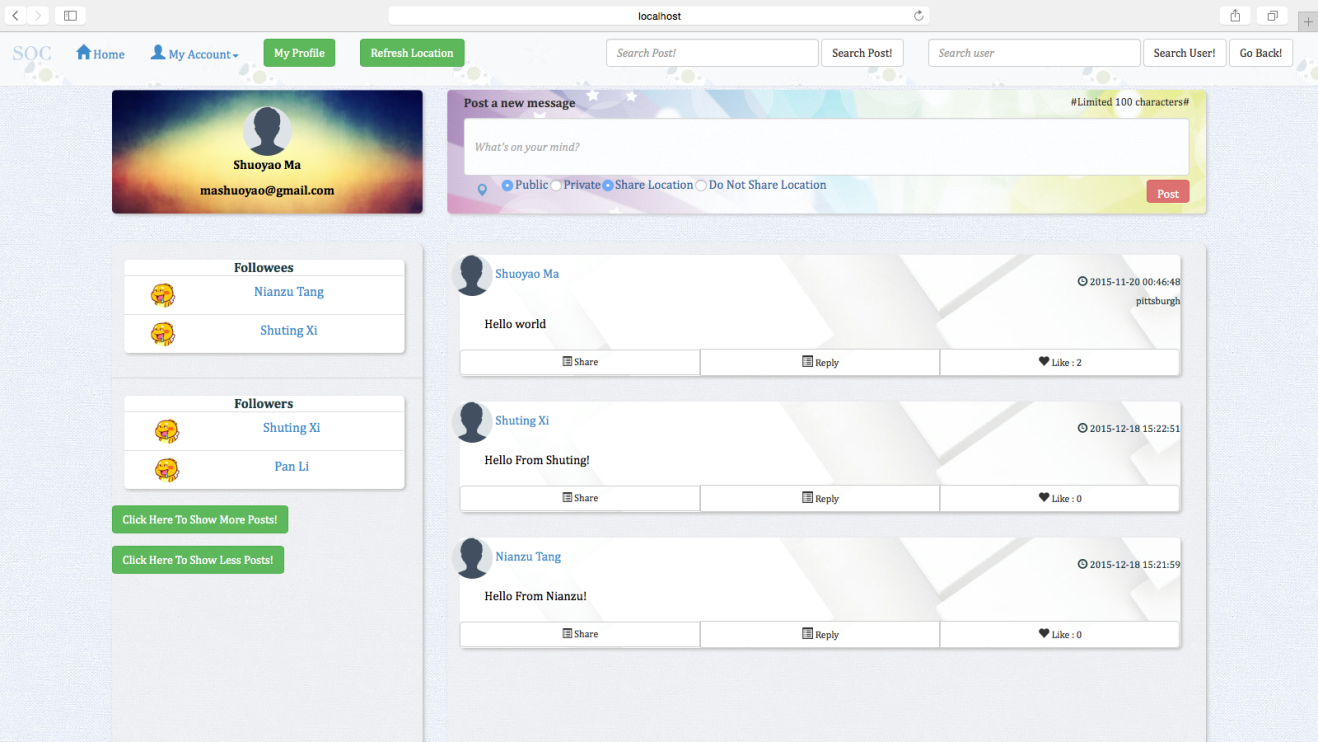 localhost
SOC Home My Account My Profile Refresh Location Search Post! Search Post! Search user Search User! Go Back!
Shuoyao Ma
mashuoyao@gmail.com
Post a new message #Limited 100 characters#
What's on your mind?
Public Private Share Location Do Not Share Location
Post
Followees
Nianzu Tang
Shuting Xi
Followers
Shuting Xi
Pan Li
Click Here To Show More Posts!
Click Here To Show Less Posts!
Shuoyao Ma
2015-11-20 00:46:48
pittsburgh
Hello world
Share Reply Like : 2
Shuting Xi
2015-12-18 15:22:51
Hello From Shuting!
Share Reply Like : 0
Nianzu Tang
2015-12-18 15:21:59
Hello From Nianzu!
Share Reply Like : 0